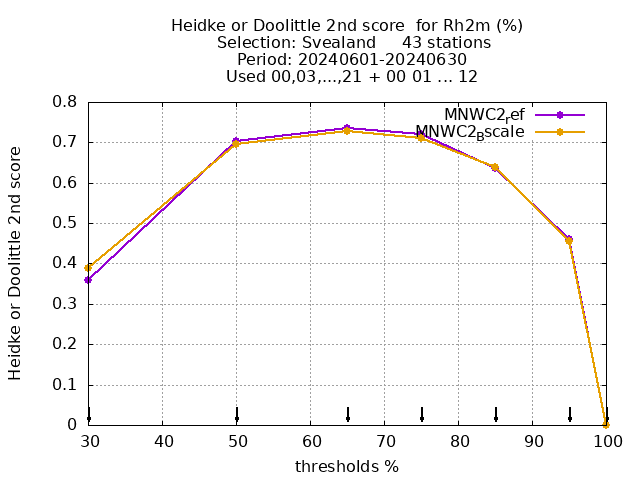 Heidke or Doolittle 2nd score  for Rh2m (%)
Selection: Svealand     43 stations
Period: 20240601-20240630
Used 00,03,...,21 + 00 01 ... 12
MNWC2ref
MNWC2Bscale
Heidke or Doolittle 2nd score
0.8
0.7
0.6
0.5
0.4
0.3
0.2
0.1
0
30 40 50 60 70 80 90 100
thresholds %